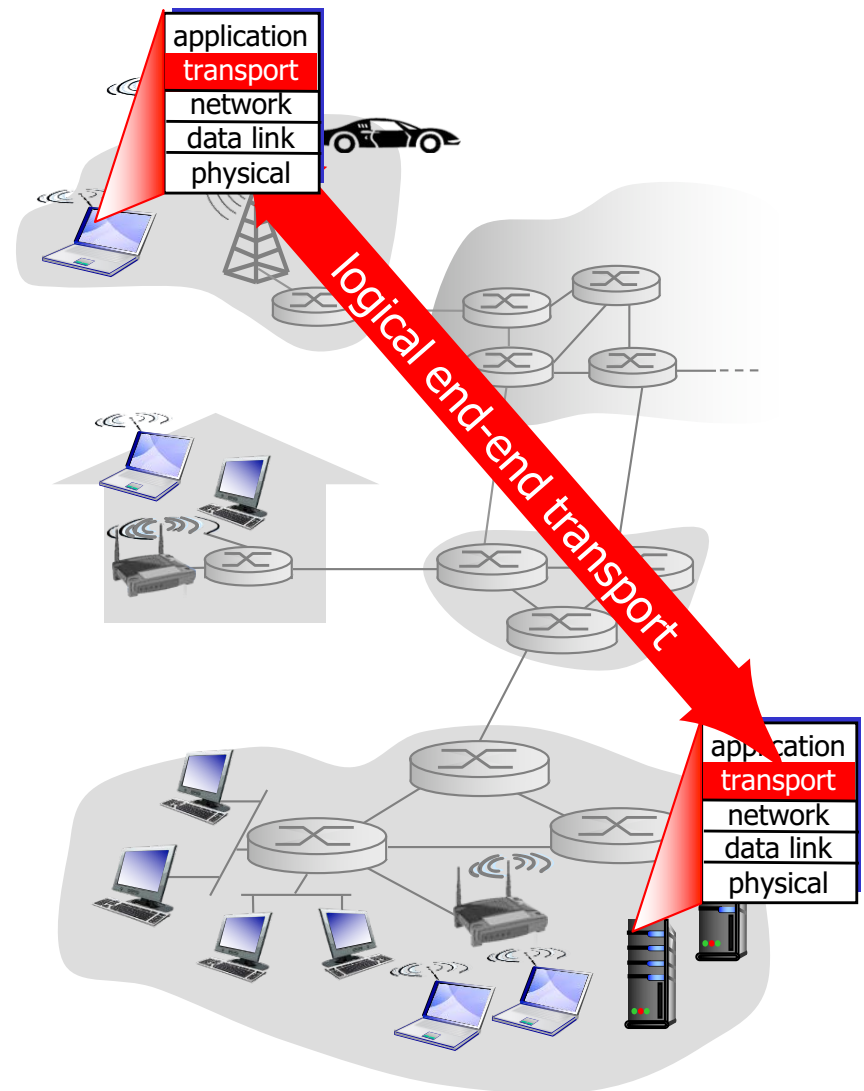 application
transport
network
data link
physical
logical end-end transport
application
transport
network
data link
physical